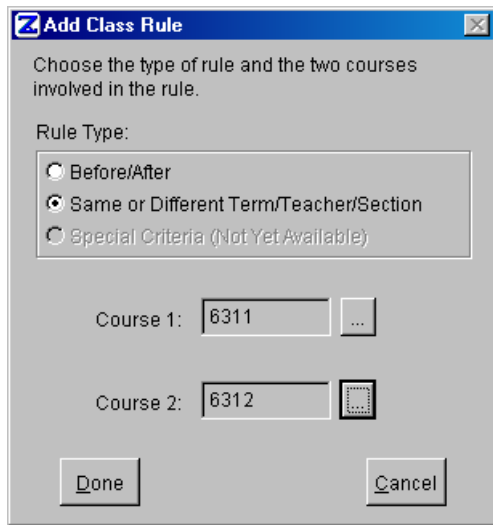 Add Class Rule
Choose the type of rule and the two courses
involved in the rule.
Rule Type:
Before/After
Same or Different Term/Teacher/Section
Special Criteria (Not Yet Available)
Course 1: 6311 ...
Course 2: 6312 ...
Done Cancel